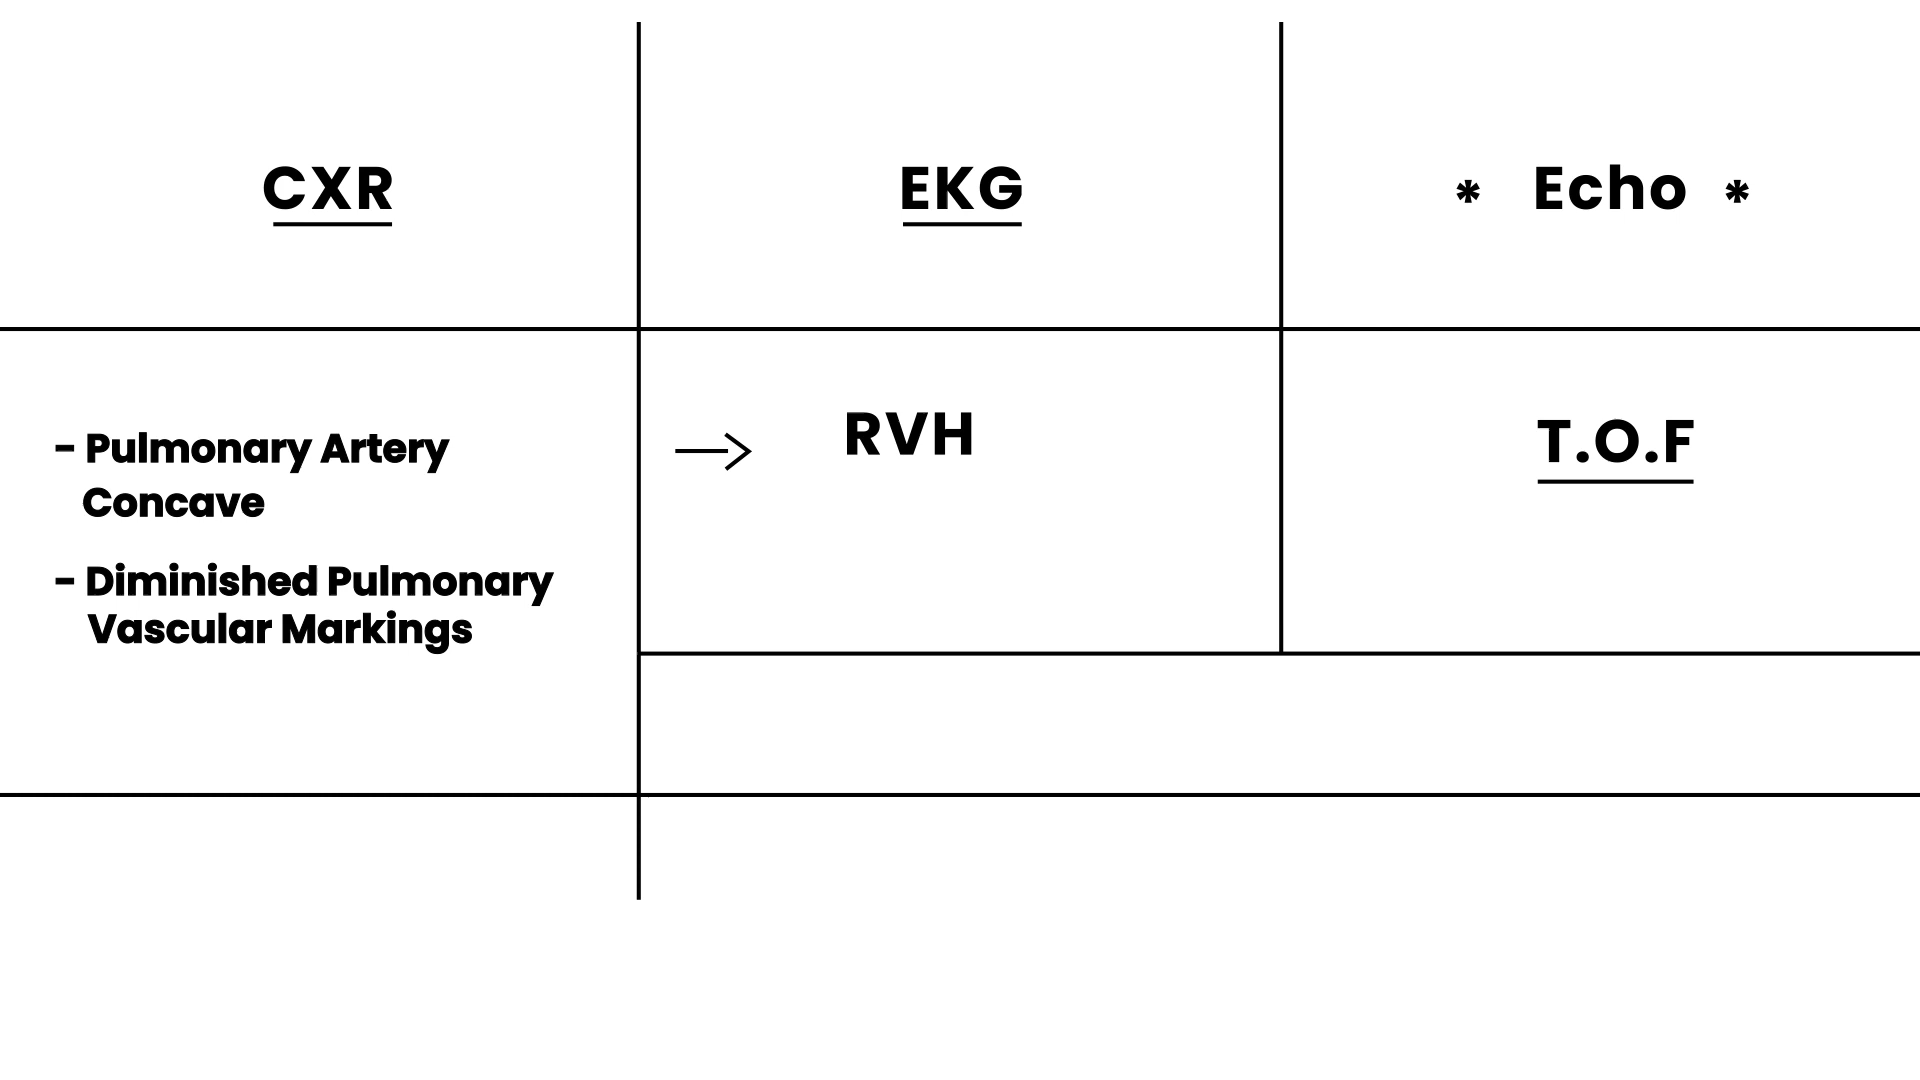 CXR
EKG
* Echo *
- Pulmonary Artery
Concave
- Diminished Pulmonary
Vascular Markings
→ RVH
T.O.F